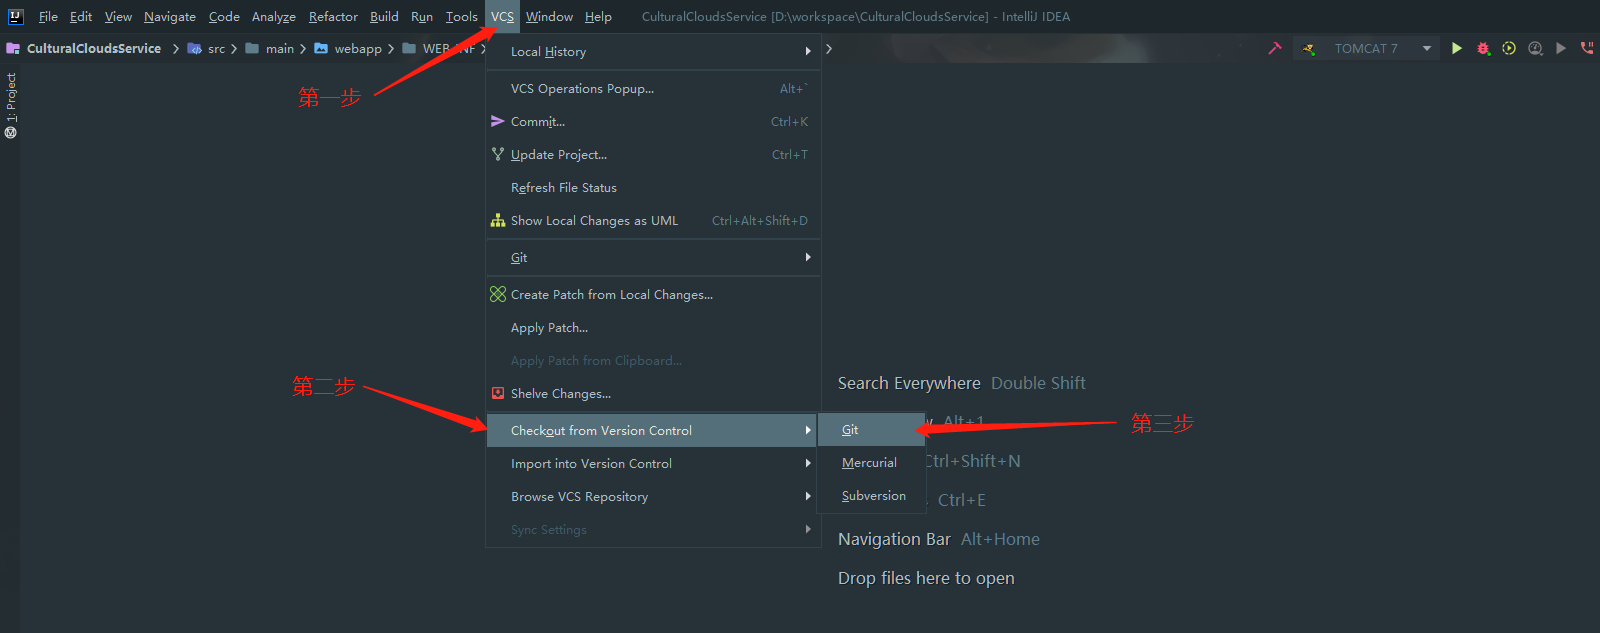 IJ File Edit View Navigate Code Analyze Refactor Build Run Tools VCS Window Help CulturalCloudsService [D:\workspace\CulturalCloudsService] - IntelliJ IDEA
CulturalCloudsService src main webapp TOMCAT 7
1: Project
第一步
Local History
VCS Operations Popup... Alt+`
Commit... Ctrl+K
Update Project... Ctrl+T
Refresh File Status
Show Local Changes as UML Ctrl+Alt+Shift+D
Git
Create Patch from Local Changes...
Apply Patch...
Apply Patch from Clipboard...
第二步
Shelve Changes...
Checkout from Version Control
Import into Version Control
Browse VCS Repository
Sync Settings
Git
Mercurial
Subversion
第三步
Search Everywhere Double Shift
Alt+1
Ctrl+Shift+N
Ctrl+E
Navigation Bar Alt+Home
Drop files here to open